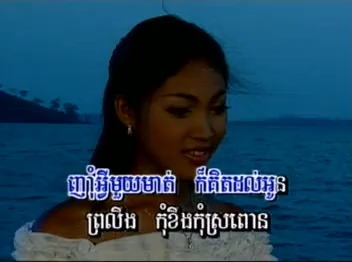 ញ៉ាំអ្វីមួយមាត់ ក៏គិតដល់អូន
ព្រលឹង កុំខឹងកុំស្រពោន